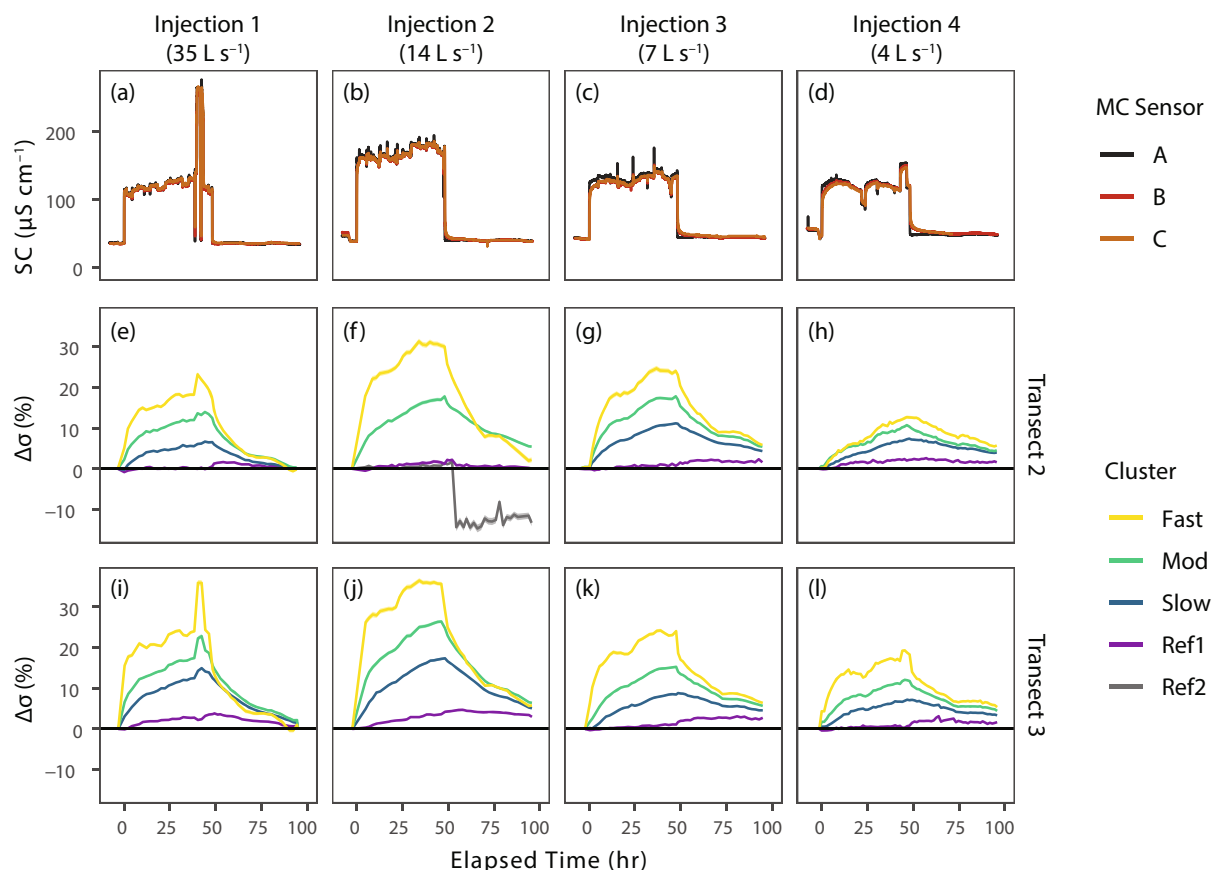 Injection 1 Injection 2 Injection 3 Injection 4
(35 L s⁻¹) (14 L s⁻¹) (7 L s⁻¹) (4 L s⁻¹)
(a) (b) (c) (d)
MC Sensor
A
B
C
SC (µS cm⁻¹)
200
100
0
(e) (f) (g) (h)
Δσ (%)
30
20
10
0
−10
Transect 2
Cluster
Fast
Mod
Slow
Ref1
Ref2
(i) (j) (k) (l)
Δσ (%)
30
20
10
0
−10
Transect 3
0 25 50 75 100 0 25 50 75 100 0 25 50 75 100 0 25 50 75 100
Elapsed Time (hr)